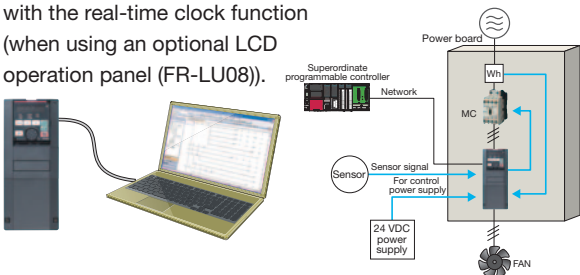 with the real-time clock function
(when using an optional LCD
operation panel (FR-LU08)).
Power board
Superordinate
programmable controller
Wh
Network
MC
Sensor
Sensor signal
For control
power supply
24 VDC
power
supply
FAN